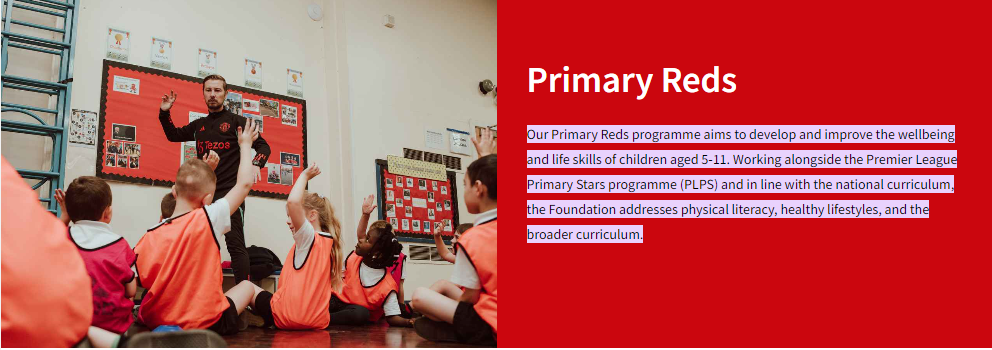 Tezos
Primary Reds
Our Primary Reds programme aims to develop and improve the wellbeing
and life skills of children aged 5-11. Working alongside the Premier League
Primary Stars programme (PLPS) and in line with the national curriculum,
the Foundation addresses physical literacy, healthy lifestyles, and the
broader curriculum.